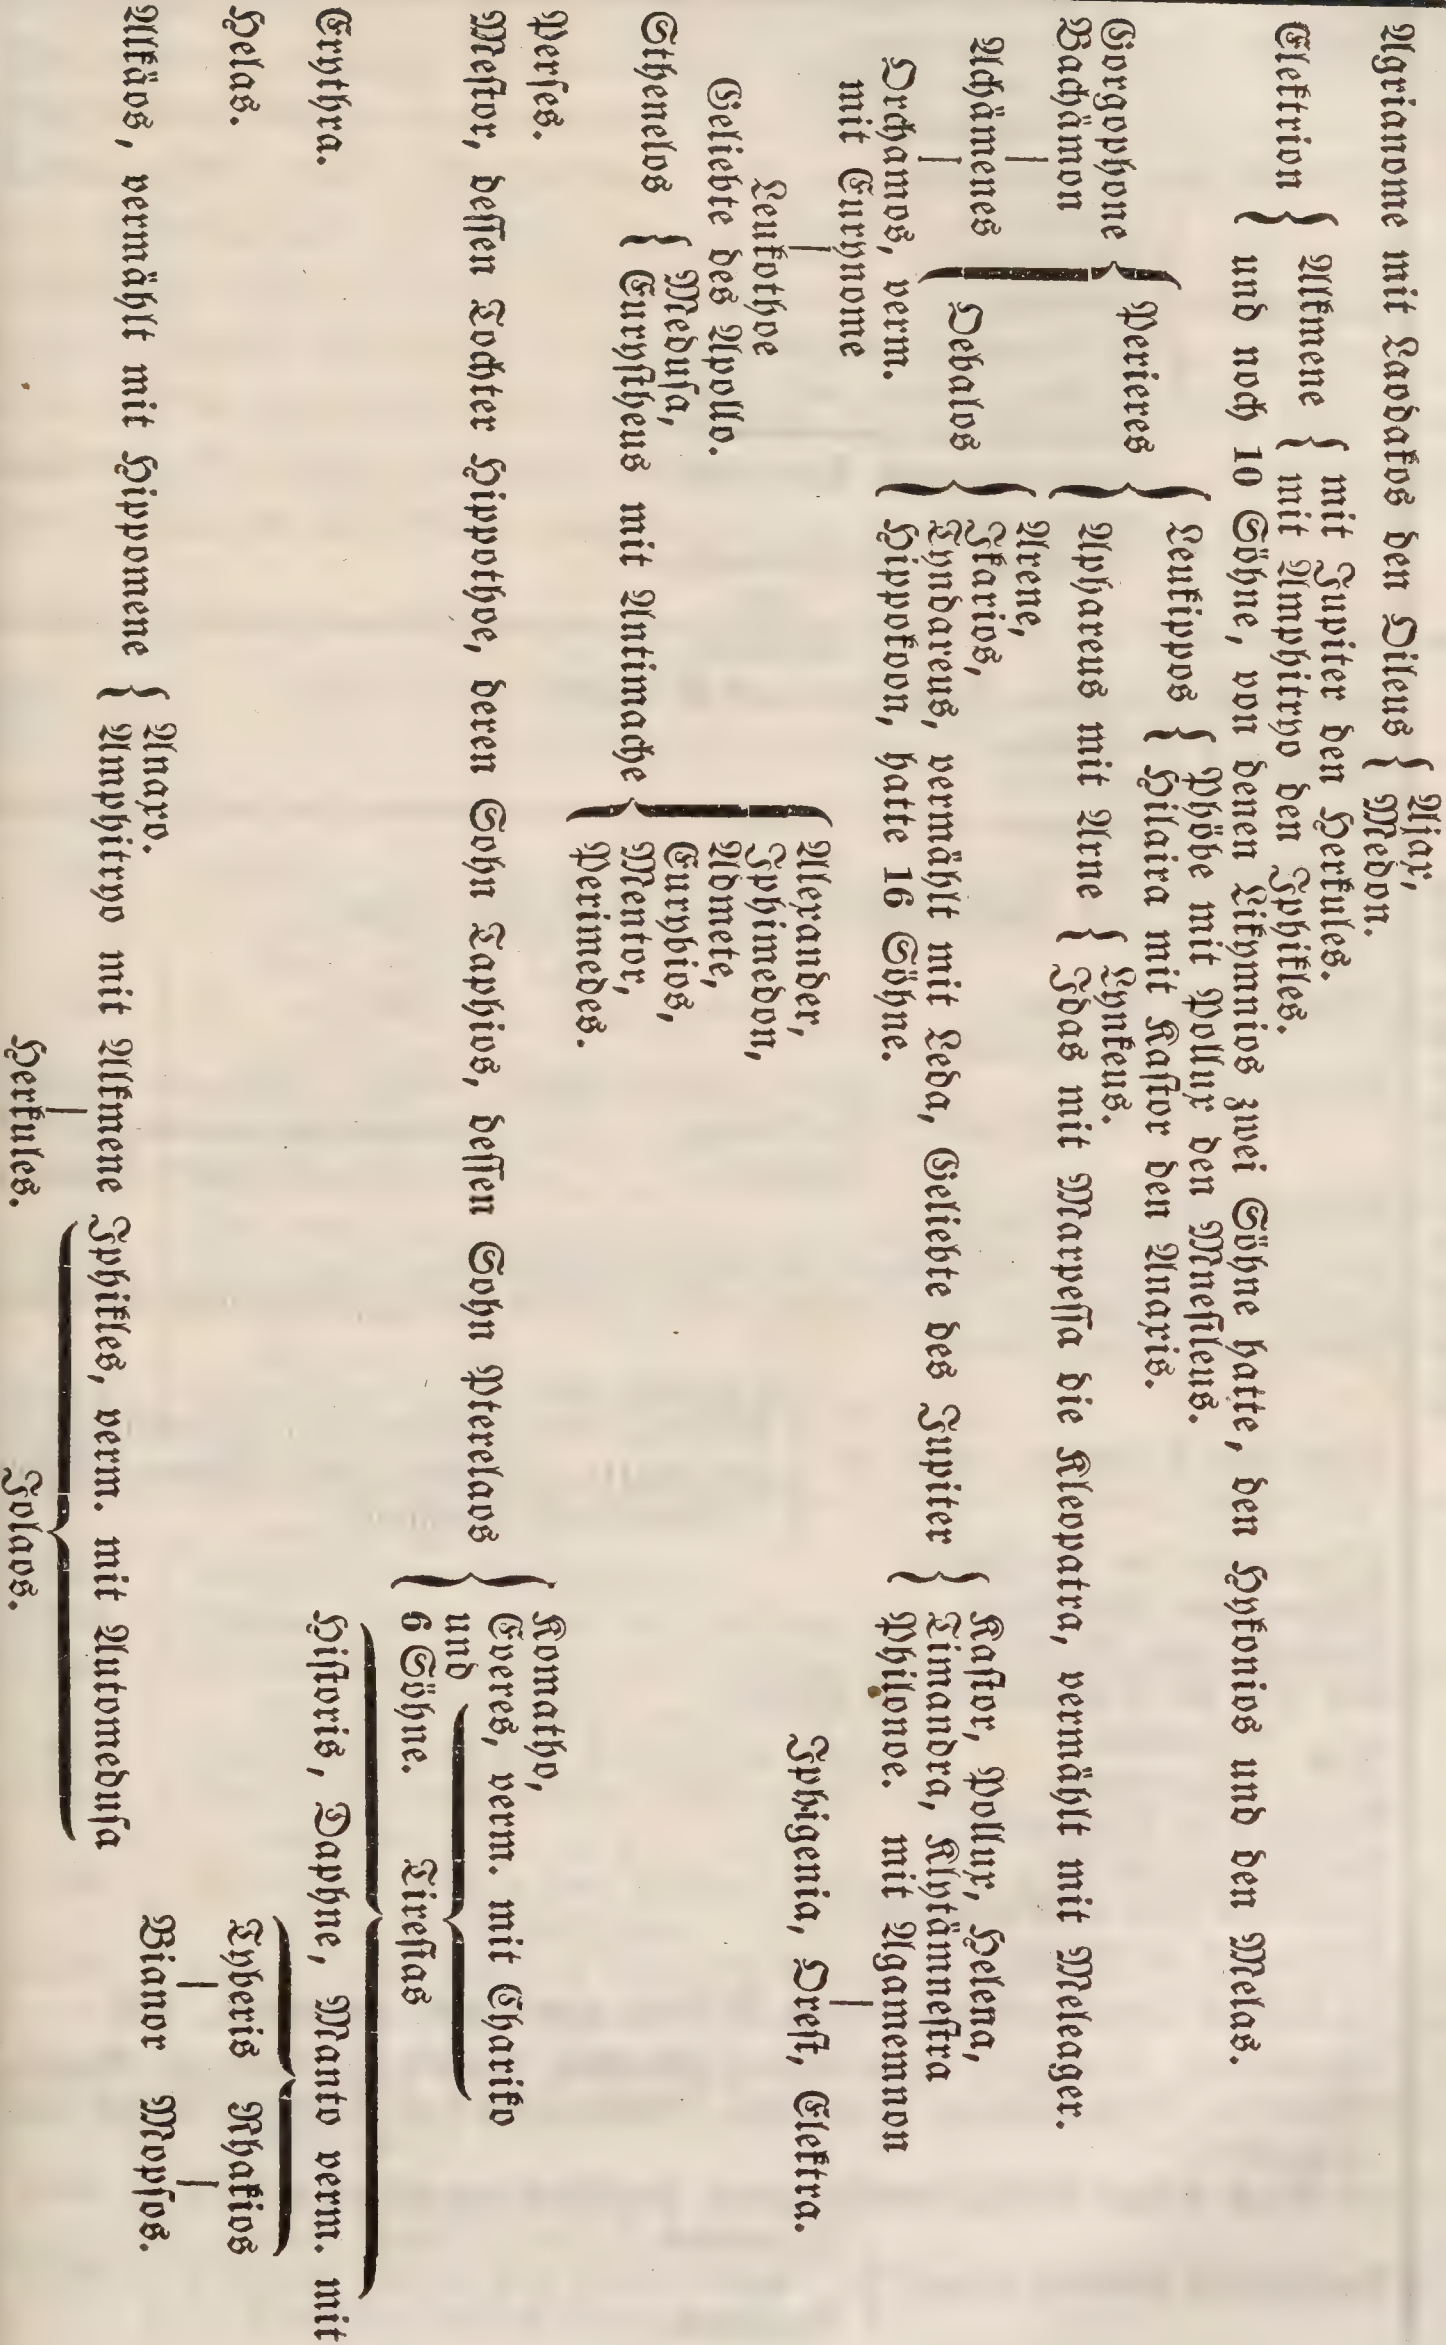 Agrianome mit Laodakos den Oileus { Ajax,
Medon.
Elektrion { Alkmene { mit Jupiter den Herkules.
mit Amphitryo den Iphikles.
und noch 10 Söhne, von denen Likymnios zwei Söhne hatte, den Hykonios und den Melas.
Gorgophone
Bachämon
Achämenes
Orchamos, verm.
mit Eurynome
Leukothoe
Geliebte des Apollo.
Perieres
Leukippos { Phöbe mit Pollux den Mnesileus.
Hilaira mit Kastor den Anaxis.
Aphareus mit Arne { Lynkeus.
Idas mit Marpessa die Kleopatra, vermählt mit Meleager.
Oebalos
Arene,
Ikarios,
Tyndareus, vermählt mit Leda, Geliebte des Jupiter
Hippokoon, hatte 16 Söhne.
Kastor, Pollux, Helena,
Timandra, Klytämnestra
Philonoe. mit Agamemnon
Iphigenia, Orest, Elektra.
Sthenelos { Medusa,
Eurystheus mit Antimache
Alexander,
Iphimedon,
Admete,
Eurybios,
Mentor,
Perimedes.
Perses.
Mestor, dessen Tochter Hippothoe, deren Sohn Taphios, dessen Sohn Pterelaos
Komatho,
Everes, verm. mit Chariklo
und
6 Söhne. Tiresias
Historis, Daphne, Manto verm. mit
Tyberis Rhakios
Bianor Mopsos.
Erythra.
Helas.
Alkäos, vermählt mit Hippomene { Anaxo.
Amphitryo mit Alkmene Iphikles, verm. mit Automedusa
Herkules. Jolaos.